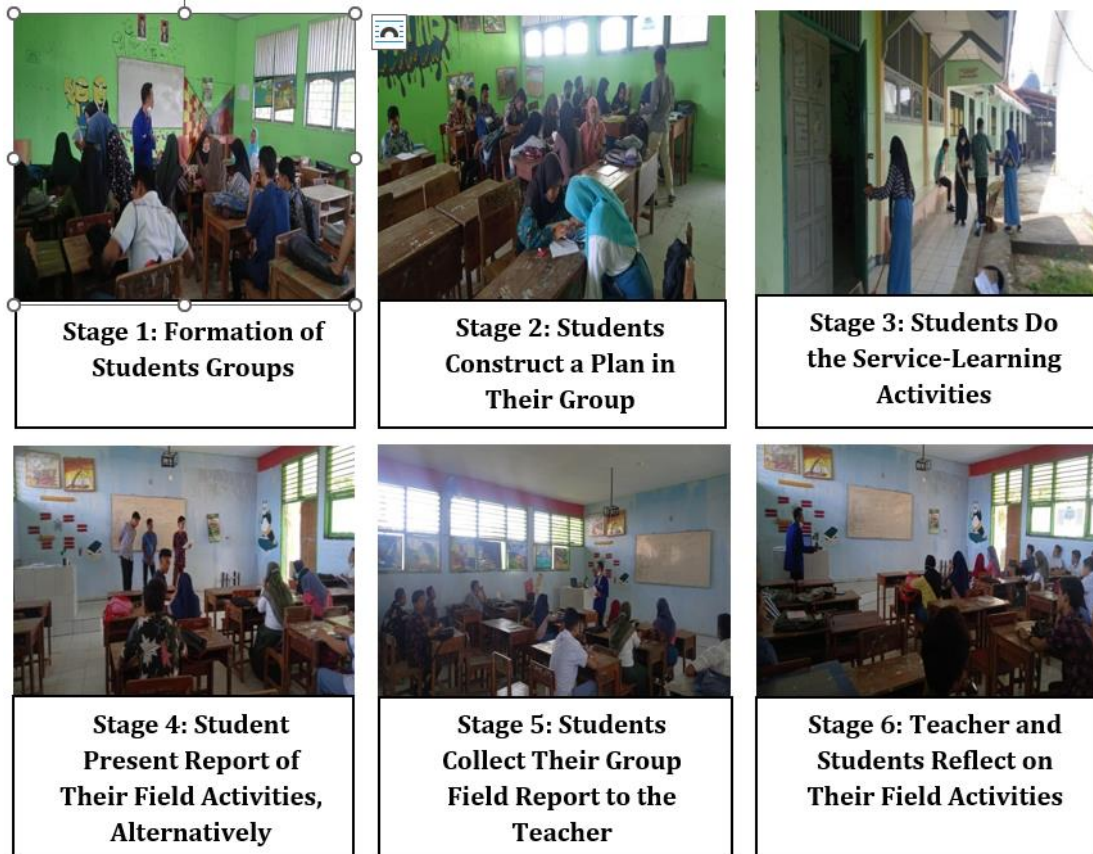 Stage 1: Formation of
Students Groups
Stage 2: Students
Construct a Plan in
Their Group
Stage 3: Students Do
the Service-Learning
Activities
Stage 4: Student
Present Report of
Their Field Activities,
Alternatively
Stage 5: Students
Collect Their Group
Field Report to the
Teacher
Stage 6: Teacher and
Students Reflect on
Their Field Activities